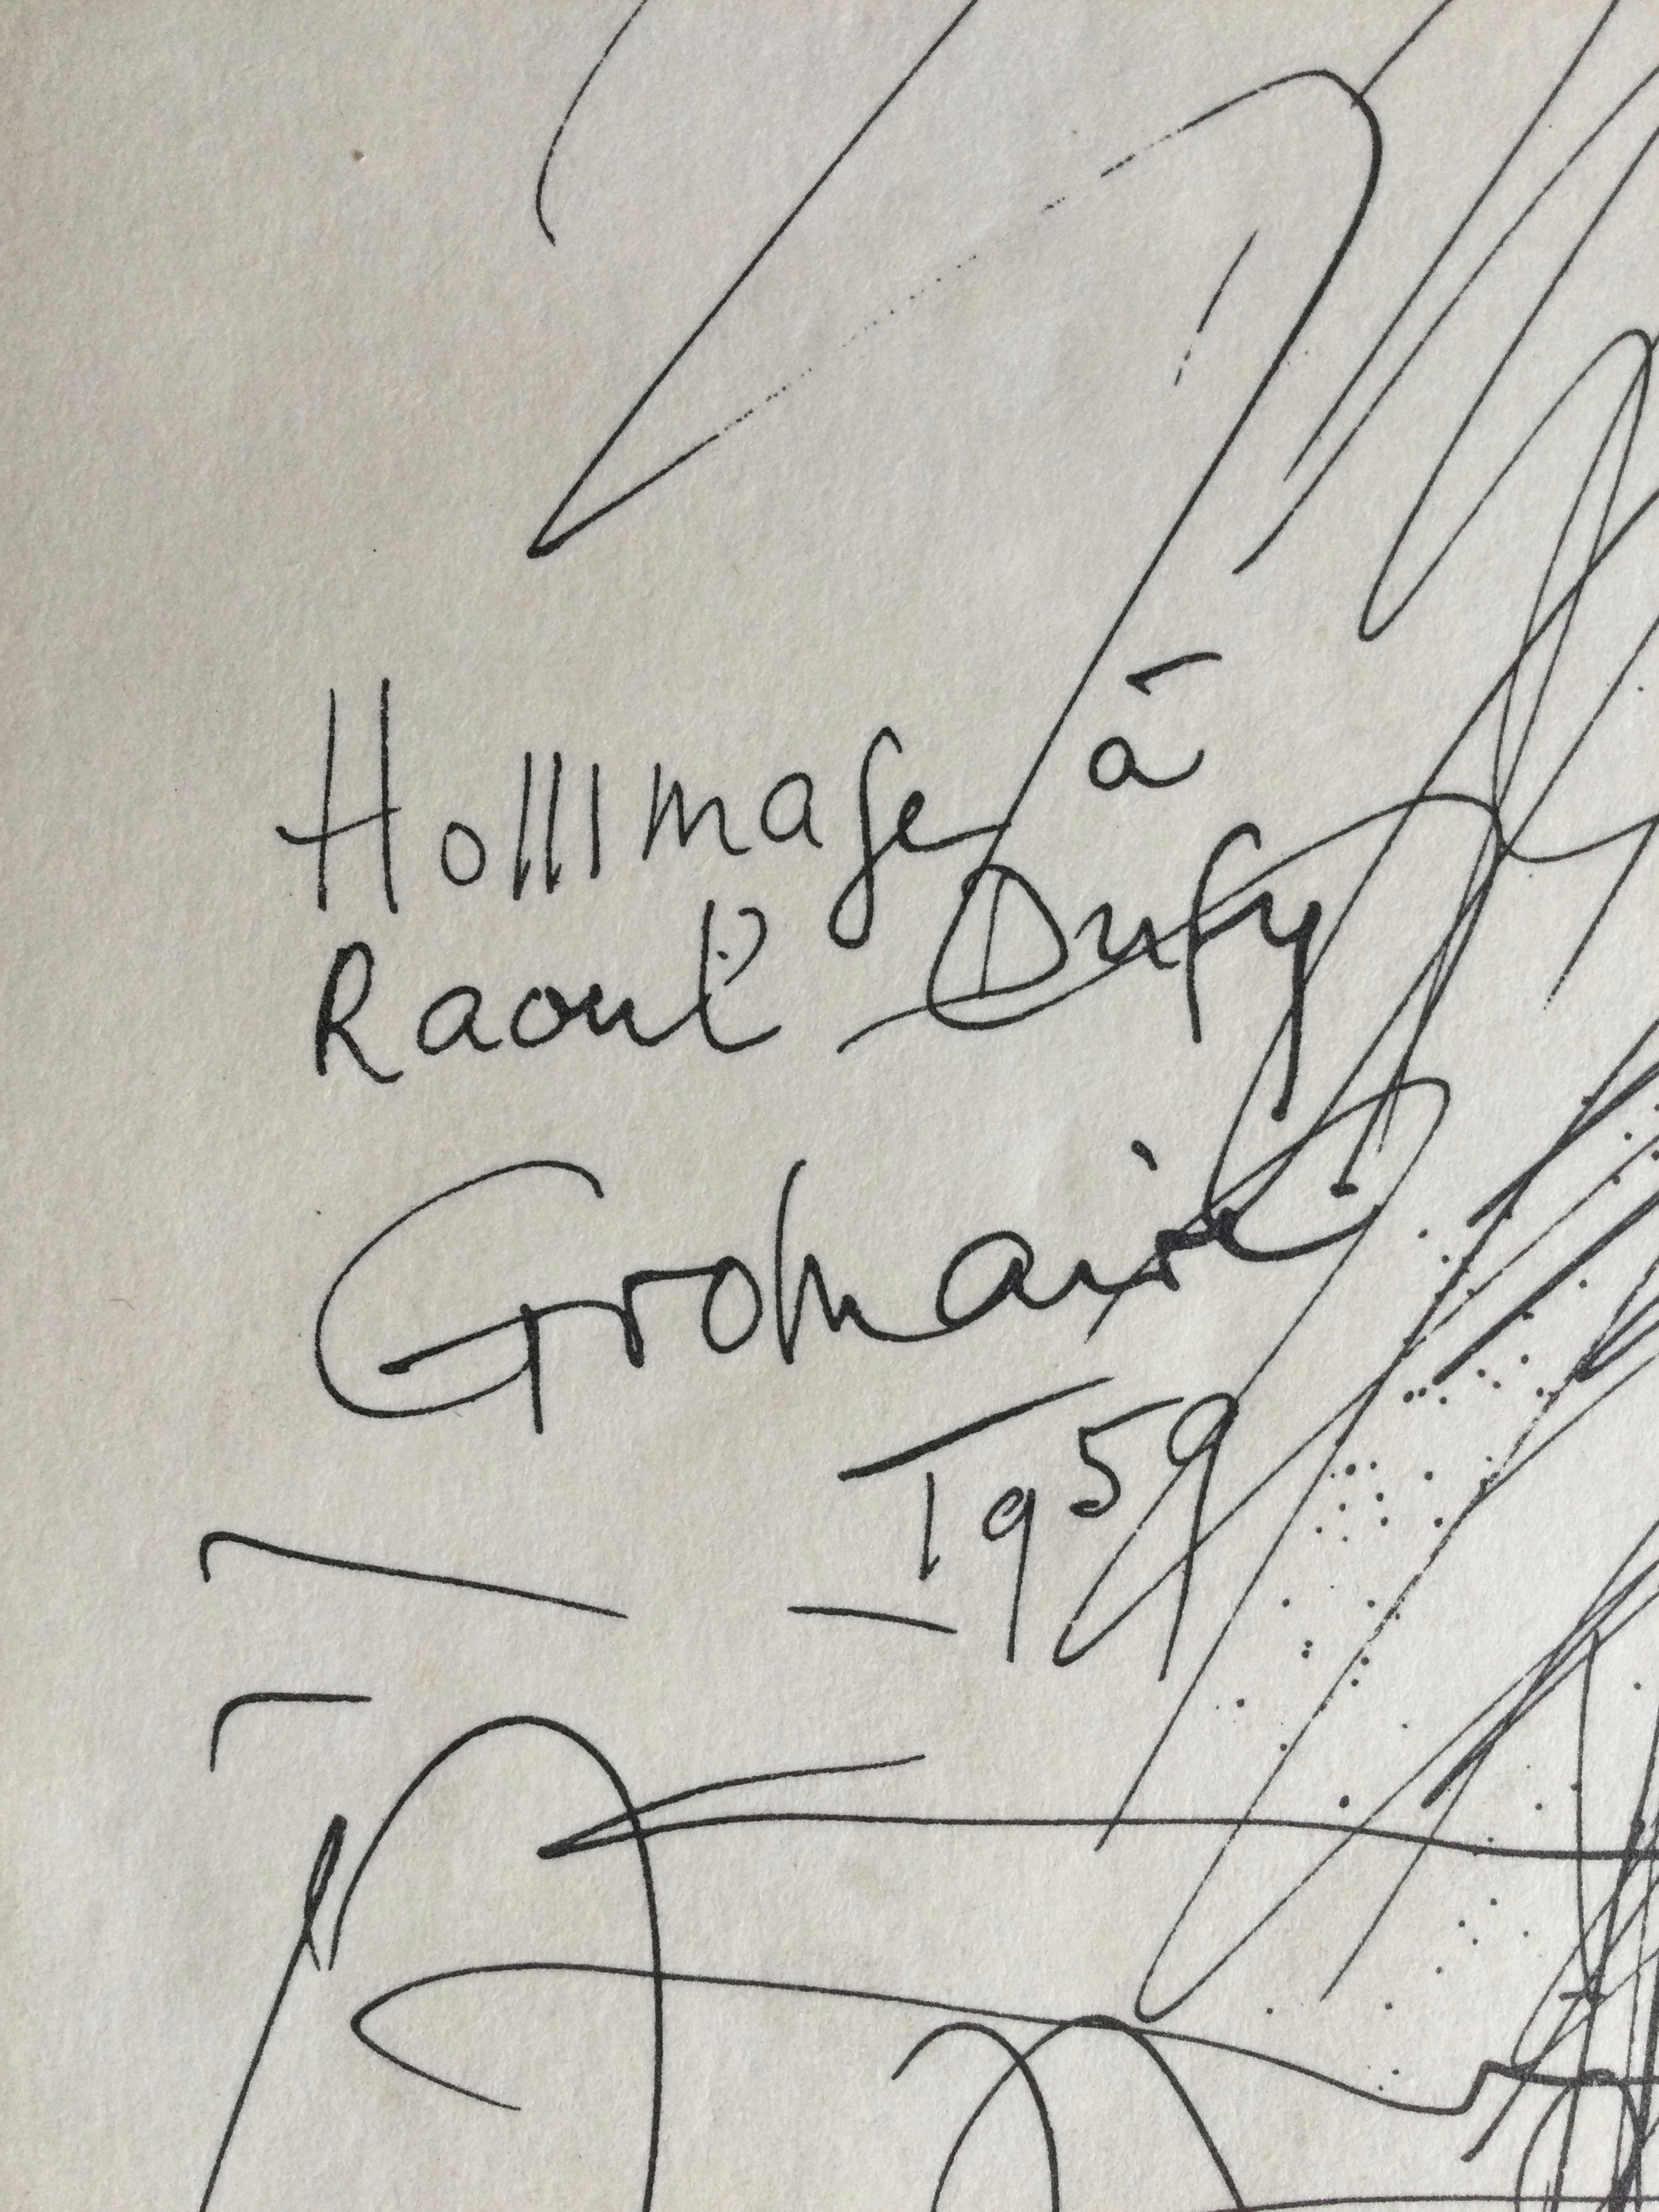 Hommage à
Raoul Dufy
Gromaire
1959